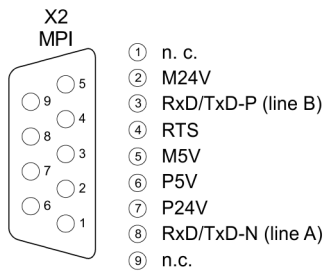 X2
MPI
5
9
4
8
3
7
2
6
1
① n. c.
② M24V
③ RxD/TxD-P (line B)
④ RTS
⑤ M5V
⑥ P5V
⑦ P24V
⑧ RxD/TxD-N (line A)
⑨ n.c.